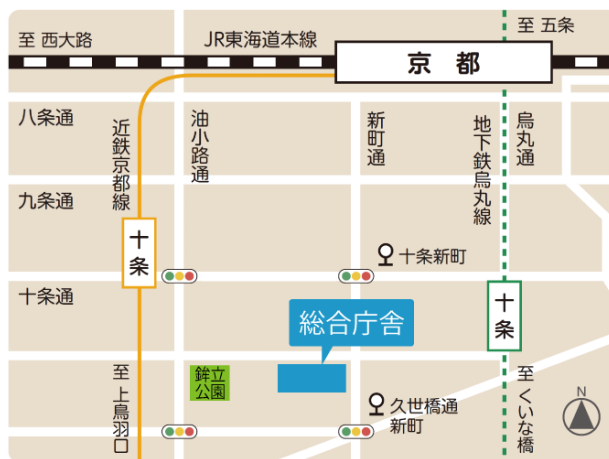 至 五条
至 西大路
JR東海道本線
京都
八条通
近鉄京都線
油小路通
新町通
地下鉄烏丸線
烏丸通
九条通
十条
十条新町
十条通
十条
総合庁舎
至 上鳥羽口
鉾立
公園
久世橋通
新町
至 くいな橋
N